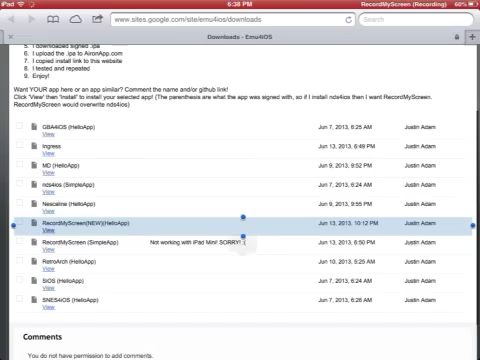 iPad 6:38 PM RecordMyScreen (Recording) 60%
www.sites.google.com/site/emu4ios/downloads Search
Downloads - Emu4iOS
5. I downloaded signed .ipa
6. I upload the .ipa to AironApp.com
7. I copied install link to this website
8. I tested and repeated
9. Enjoy!
Want YOUR app here or an app similar? Comment the name and/or github link!
Click 'View' then 'Install' to install your selected app! (The parenthesis are what the app was signed with, so if I install nds4ios then I want RecordMyScreen.
RecordMyScreen would overwrite nds4ios)
GBA4iOS (HelloApp) Jun 7, 2013, 6:25 AM Justin Adam
View
Ingress Jun 13, 2013, 6:49 PM Justin Adam
View
MD (HelloApp) Jun 9, 2013, 9:52 PM Justin Adam
View
nds4ios (SimpleApp) Jun 7, 2013, 6:24 AM Justin Adam
View
Nescaline (HelloApp) Jun 9, 2013, 9:55 PM Justin Adam
View
RecordMyScreen(NEW)(HelloApp) Jun 13, 2013, 10:12 PM Justin Adam
View
RecordMyScreen (SimpleApp) Not working with iPad Mini! SORRY! :( Jun 13, 2013, 6:50 PM Justin Adam
View
RetroArch (HelloApp) Jun 10, 2013, 5:25 AM Justin Adam
View
SiOS (HelloApp) Jun 7, 2013, 6:24 AM Justin Adam
View
SNES4iOS (HelloApp) Jun 7, 2013, 6:26 AM Justin Adam
View
Comments
You do not have permission to add comments.